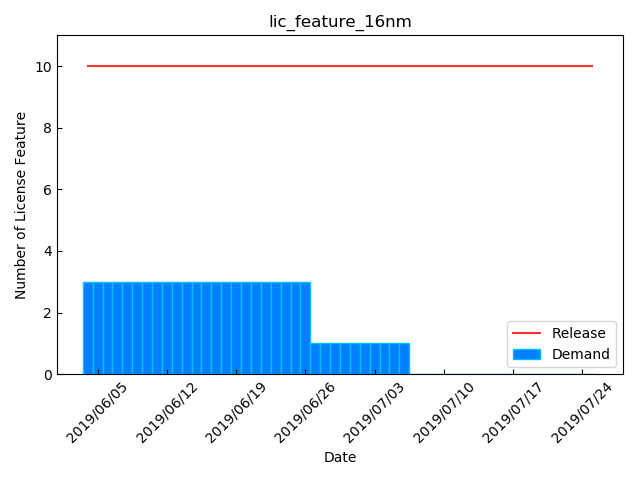 lic_feature_16nm
Number of License Feature
10
8
6
4
2
0
Release
Demand
2019/06/05
2019/06/12
2019/06/19
2019/06/26
2019/07/03
2019/07/10
2019/07/17
2019/07/24
Date